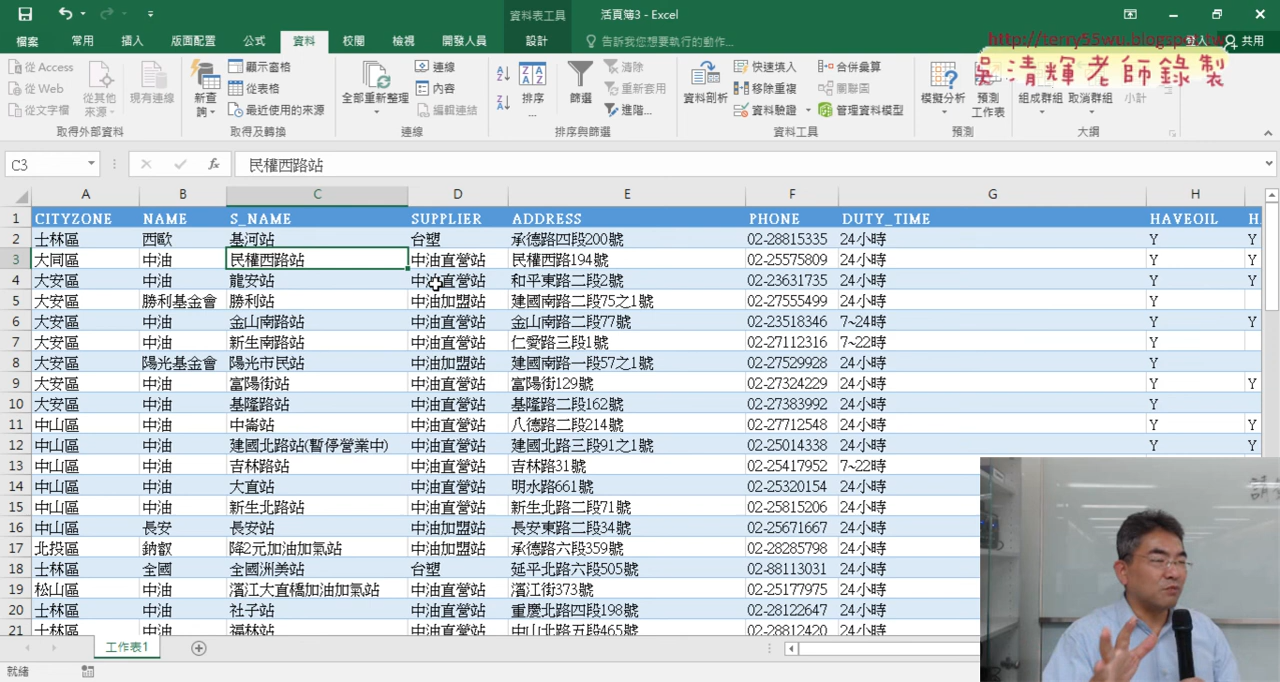 資料表工具
活頁簿3 - Excel
檔案 常用 插入 版面配置 公式 資料 校閱 檢視 開發人員 設計 告訴我您想要執行的動作... 登入 共用
http://terry55wu.blogspot.tw
吳清輝老師錄製
從 Access
從 Web
從文字檔
從其他
來源
現有連線
取得外部資料
新查
詢
顯示查詢
從表格
最近使用的來源
取得及轉換
全部重新整理
連線
內容
編輯連結
連線
排序
篩選
清除
重新套用
進階...
排序與篩選
資料剖析
快速填入
移除重複
資料驗證
合併彙算
關聯圖
管理資料模型
資料工具
模擬分析
預測
工作表
預測
組成群組 取消群組 小計
大綱
C3 fx 民權西路站
A B C D E F G H
1 CITYZONE NAME S_NAME SUPPLIER ADDRESS PHONE DUTY_TIME HAVEOIL H
2 士林區 西歐 基河站 台塑 承德路四段200號 02-28815335 24小時 Y Y
3 大同區 中油 民權西路站 中油直營站 民權西路194號 02-25575809 24小時 Y Y
4 大安區 中油 龍安站 中油直營站 和平東路二段2號 02-23631735 24小時 Y Y
5 大安區 勝利基金會 勝利站 中油加盟站 建國南路二段75之1號 02-27555499 24小時 Y
6 大安區 中油 金山南路站 中油直營站 金山南路二段77號 02-23518346 7~24時 Y Y
7 大安區 中油 新生南路站 中油直營站 仁愛路三段1號 02-27112316 7~22時 Y
8 大安區 陽光基金會 陽光市民站 中油加盟站 建國南路一段57之1號 02-27529928 24小時 Y
9 大安區 中油 富陽街站 中油直營站 富陽街129號 02-27324229 24小時 Y Y
10 大安區 中油 基隆路站 中油直營站 基隆路二段162號 02-27383992 24小時 Y
11 中山區 中油 中崙站 中油直營站 八德路二段214號 02-27712548 24小時 Y Y
12 中山區 中油 建國北路站(暫停營業中) 中油直營站 建國北路三段91之1號 02-25014338 24小時 Y Y
13 中山區 中油 吉林路站 中油直營站 吉林路31號 02-25417952 7~22時
14 中山區 中油 大直站 中油直營站 明水路661號 02-25320154 24小時
15 中山區 中油 新生北路站 中油直營站 新生北路二段71號 02-25815206 24小時
16 中山區 長安 長安站 中油加盟站 長安東路二段34號 02-25671667 24小時
17 北投區 鈉叡 降2元加油加氣站 中油加盟站 承德路六段359號 02-28285798 24小時
18 士林區 全國 全國洲美站 台塑 延平北路六段505號 02-88113031 24小時
19 松山區 中油 濱江大直橋加油加氣站 中油直營站 濱江街373號 02-25177975 24小時
20 士林區 中油 社子站 中油直營站 重慶北路四段198號 02-28122647 24小時
21 士林區 中油 福林站 中油直營站 中山北路五段465號 02-28812420 24小時
工作表1
就緒